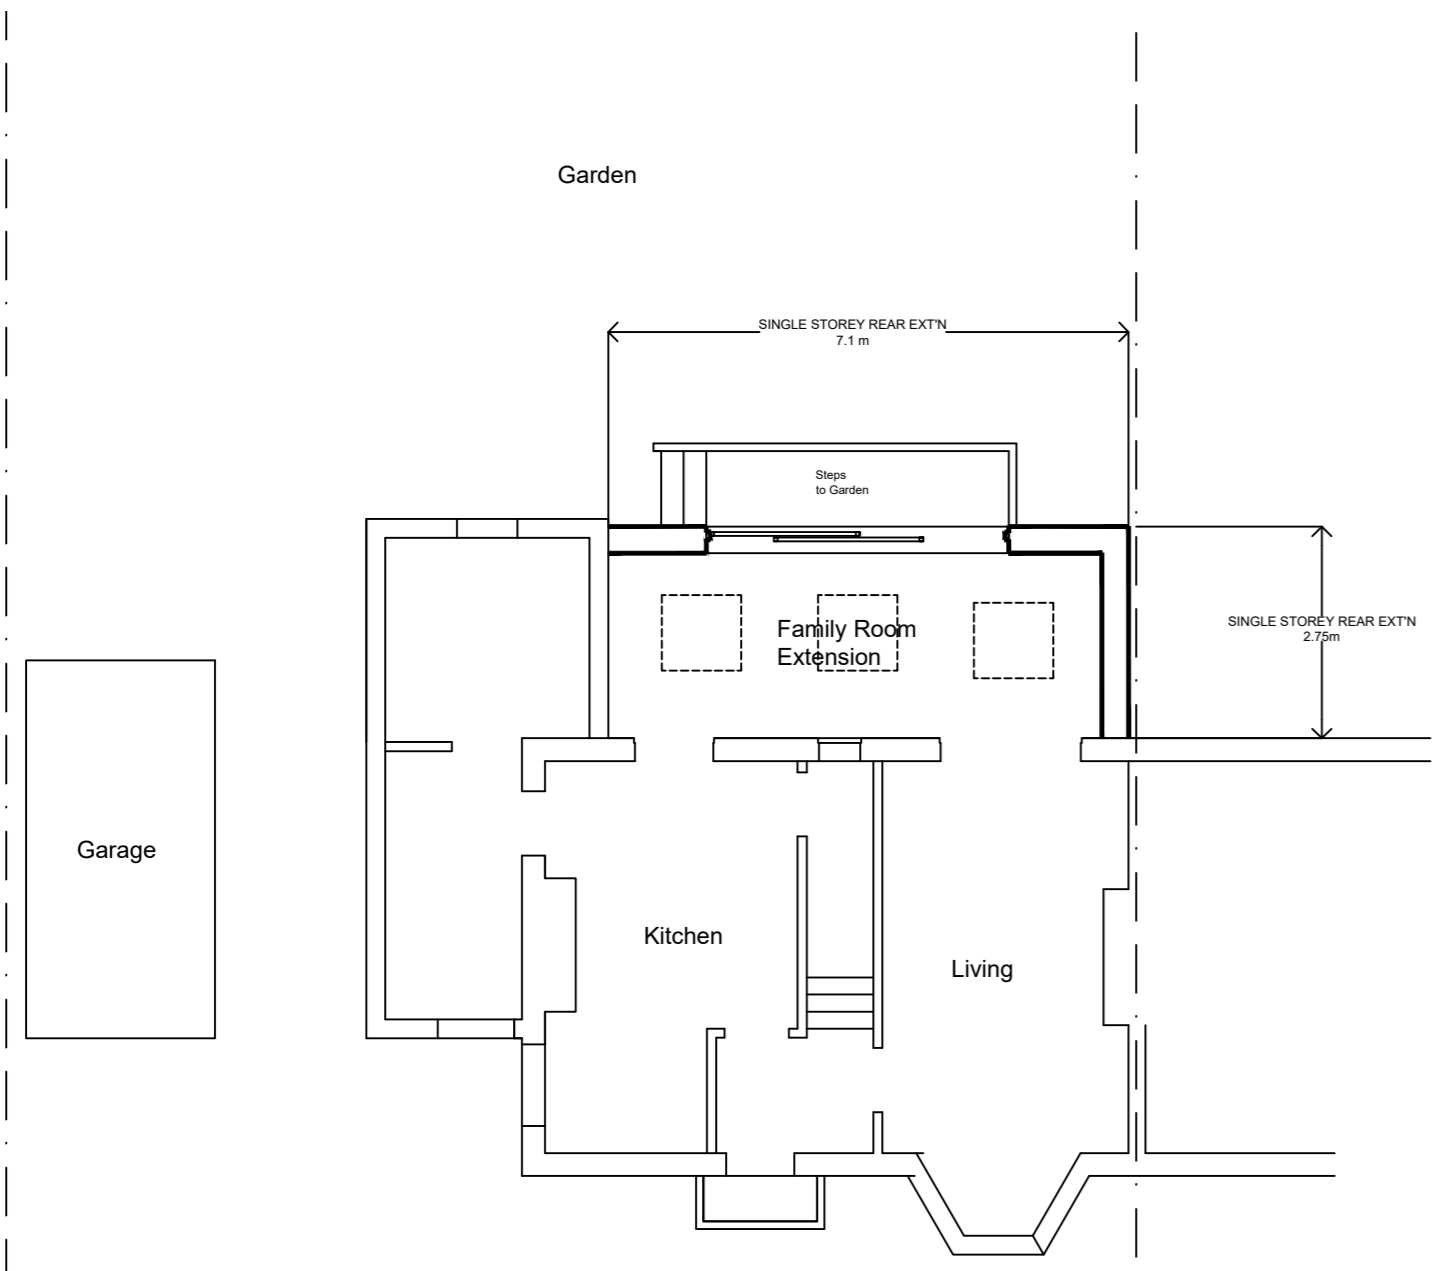 Garden
SINGLE STOREY REAR EXT'N
7.1 m
Steps
to Garden
Family Room
Extension
SINGLE STOREY REAR EXT'N
2.75m
Garage
Kitchen
Living